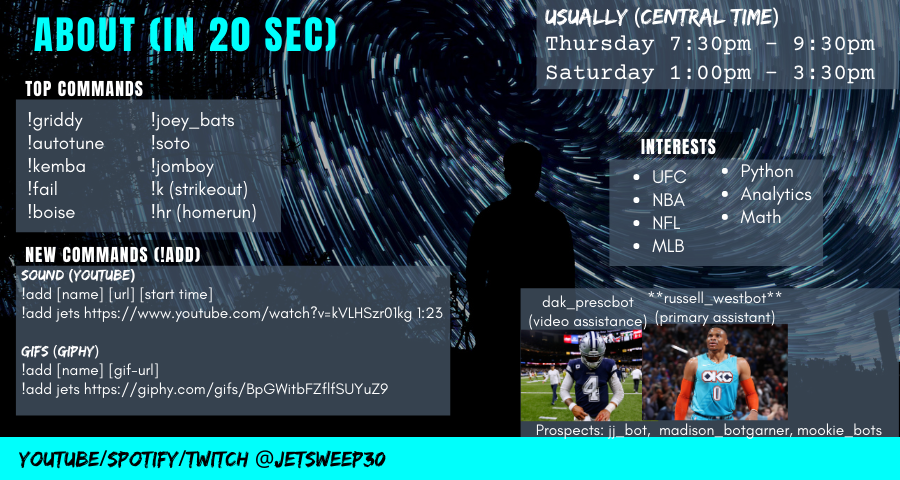 ABOUT (IN 20 SEC)
USUALLY (CENTRAL TIME)
Thursday 7:30pm - 9:30pm
Saturday 1:00pm - 3:30pm
TOP COMMANDS
!griddy
!autotune
!kemba
!fail
!boise
!joey_bats
!soto
!jomboy
!k (strikeout)
!hr (homerun)
INTERESTS
UFC
NBA
NFL
MLB
Python
Analytics
Math
NEW COMMANDS (!ADD)
SOUND (YOUTUBE)
!add [name] [url] [start time]
!add jets https://www.youtube.com/watch?v=kVLHSzr01kg 1:23
GIFS (GIPHY)
!add [name] [gif-url]
!add jets https://giphy.com/gifs/BpGWitbFZflfSUYuZ9
dak_prescbot
(video assistance)
**russell_westbot**
(primary assistant)
4
OKC
0
Prospects: jj_bot, madison_botgarner, mookie_bots
YOUTUBE/SPOTIFY/TWITCH @JETSWEEP30